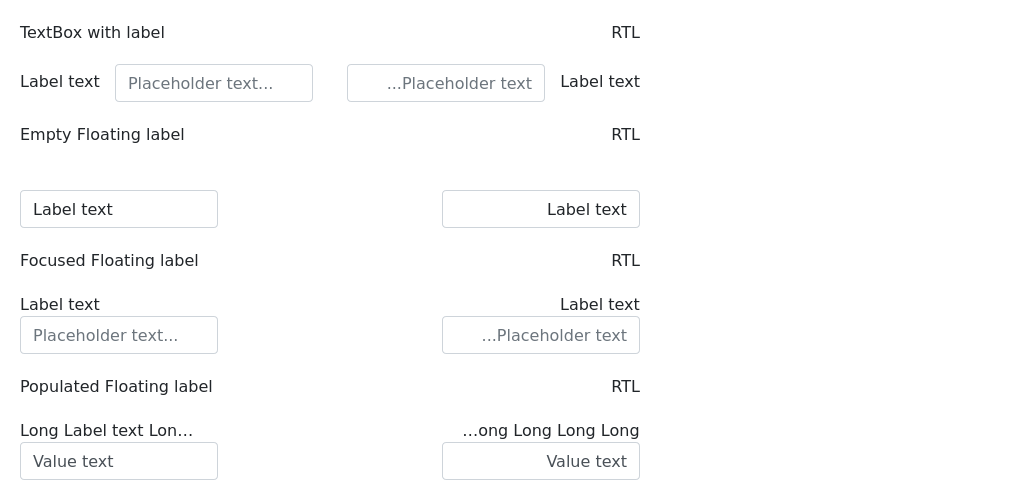 TextBox with label RTL
Label text Placeholder text... ...Placeholder text Label text
Empty Floating label RTL
Label text Label text
Focused Floating label RTL
Label text Label text
Placeholder text... ...Placeholder text
Populated Floating label RTL
Long Label text Lon... ...ong Long Long Long
Value text Value text